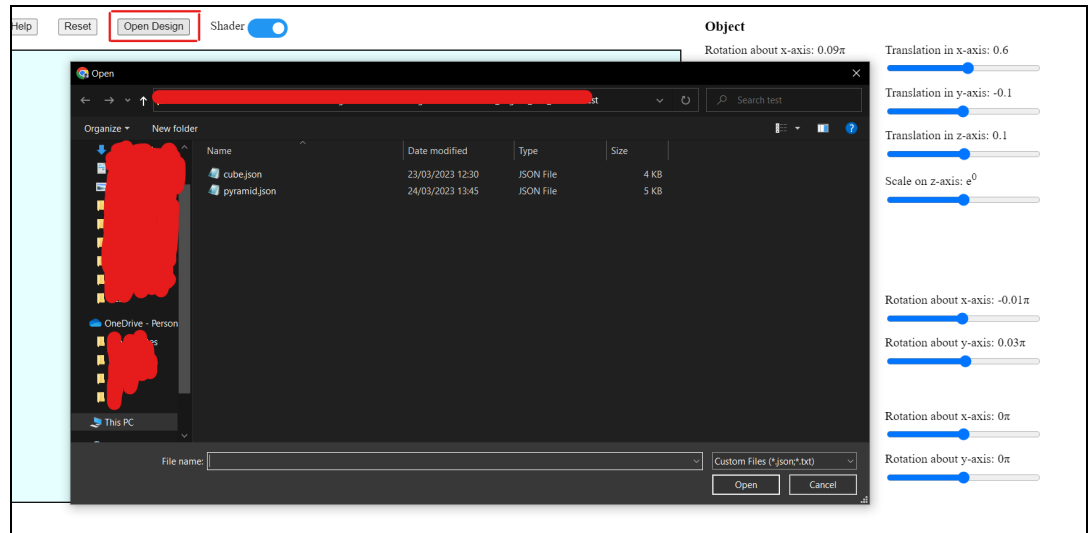 Help Reset Open Design Shader
Object
Rotation about x-axis: 0.09π
Translation in x-axis: 0.6
Translation in y-axis: -0.1
Translation in z-axis: 0.1
Scale on z-axis: e⁰
Rotation about x-axis: -0.01π
Rotation about y-axis: 0.03π
Rotation about x-axis: 0π
Rotation about y-axis: 0π
Open
Search test
Organize New folder
Name Date modified Type Size
cube.json 23/03/2023 12:30 JSON File 4 KB
pyramid.json 24/03/2023 13:45 JSON File 5 KB
OneDrive - Person
This PC
File name: Custom Files (*.json;*.txt)
Open Cancel